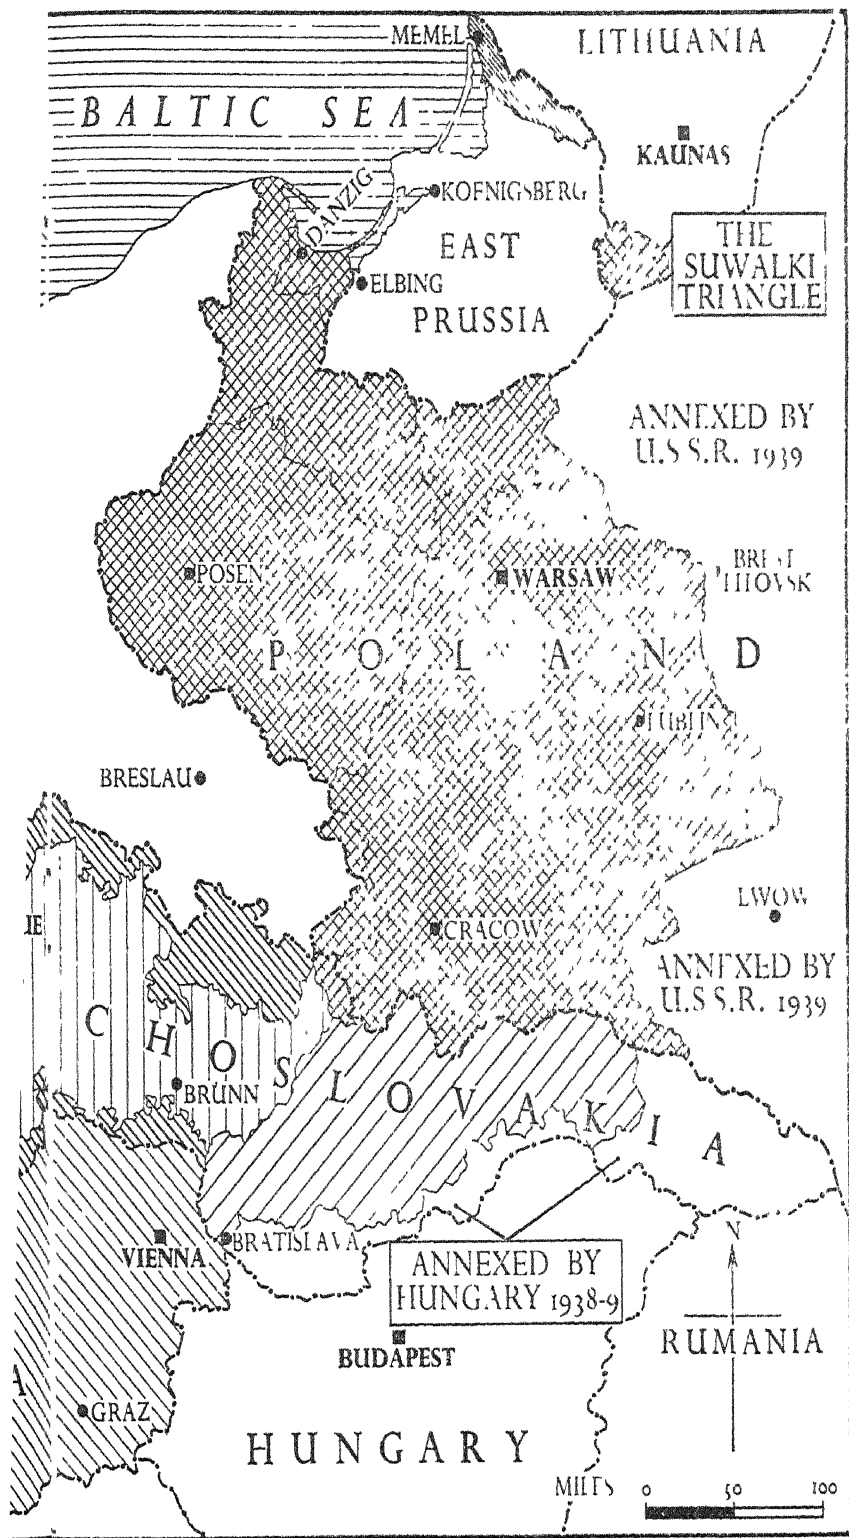 MEMEL
LITHUANIA
BALTIC SEA
KAUNAS
DANZIG
KOENIGSBERG
THE
SUWALKI
TRIANGLE
EAST
PRUSSIA
ELBING
ANNEXED BY
U.S.S.R. 1939
POSEN
WARSAW
BREST
LITHOVSK
POLAND
LUBLIN
BRESLAU
LWOW
CRACOW
ANNEXED BY
U.S.S.R. 1939
CHOSLOVAKIA
BRUNN
VIENNA
BRATISLAVA
N
ANNEXED BY
HUNGARY 1938-9
BUDAPEST
RUMANIA
A
GRAZ
HUNGARY
MILES 0 50 100